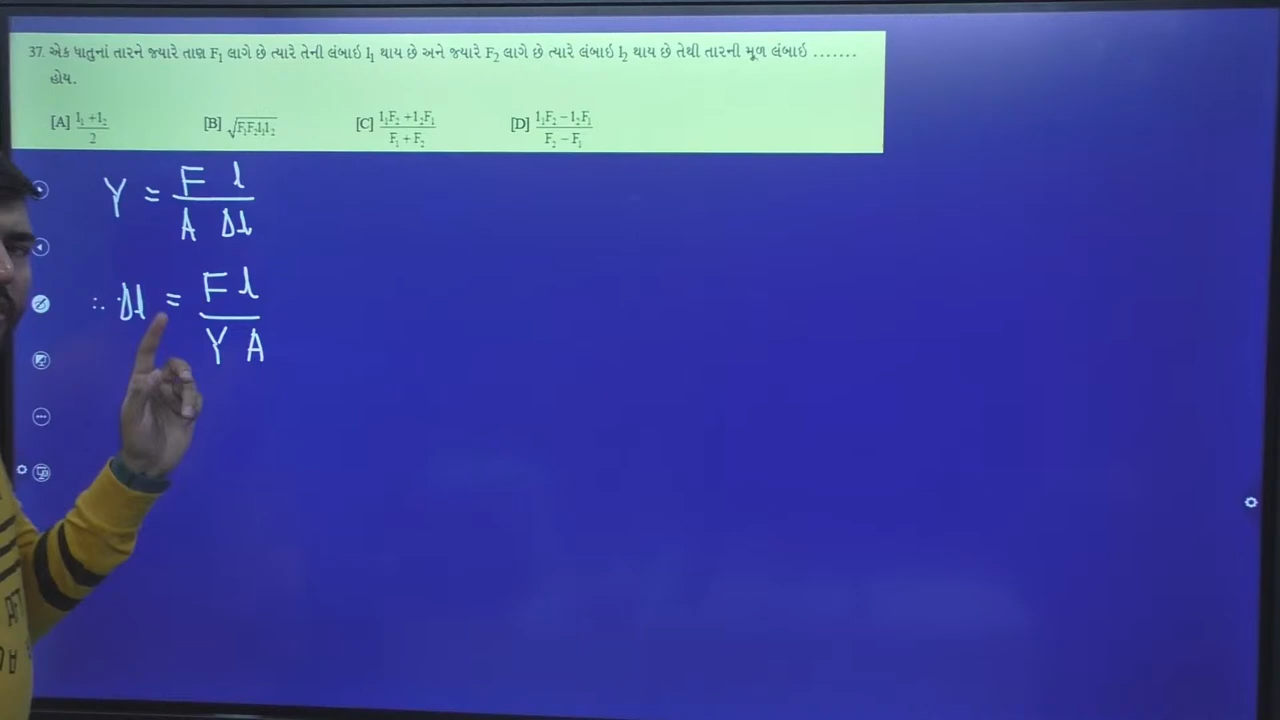 37. એક ધાતુનાં તારને જ્યારે તાણ F₁ લાગે છે ત્યારે તેની લંબાઇ l₁ થાય છે અને જ્યારે F₂ લાગે છે ત્યારે લંબાઇ l₂ થાય છે તેથી તારની મૂળ લંબાઇ .......
હોય.
[A] (l₁ + l₂)/2 [B] √(F₁F₂l₁l₂) [C] (l₁F₂ + l₂F₁)/(F₁ + F₂) [D] (l₁F₂ − l₂F₁)/(F₂ − F₁)
Y = F l / A Δl
∴ Δl = F l / Y A